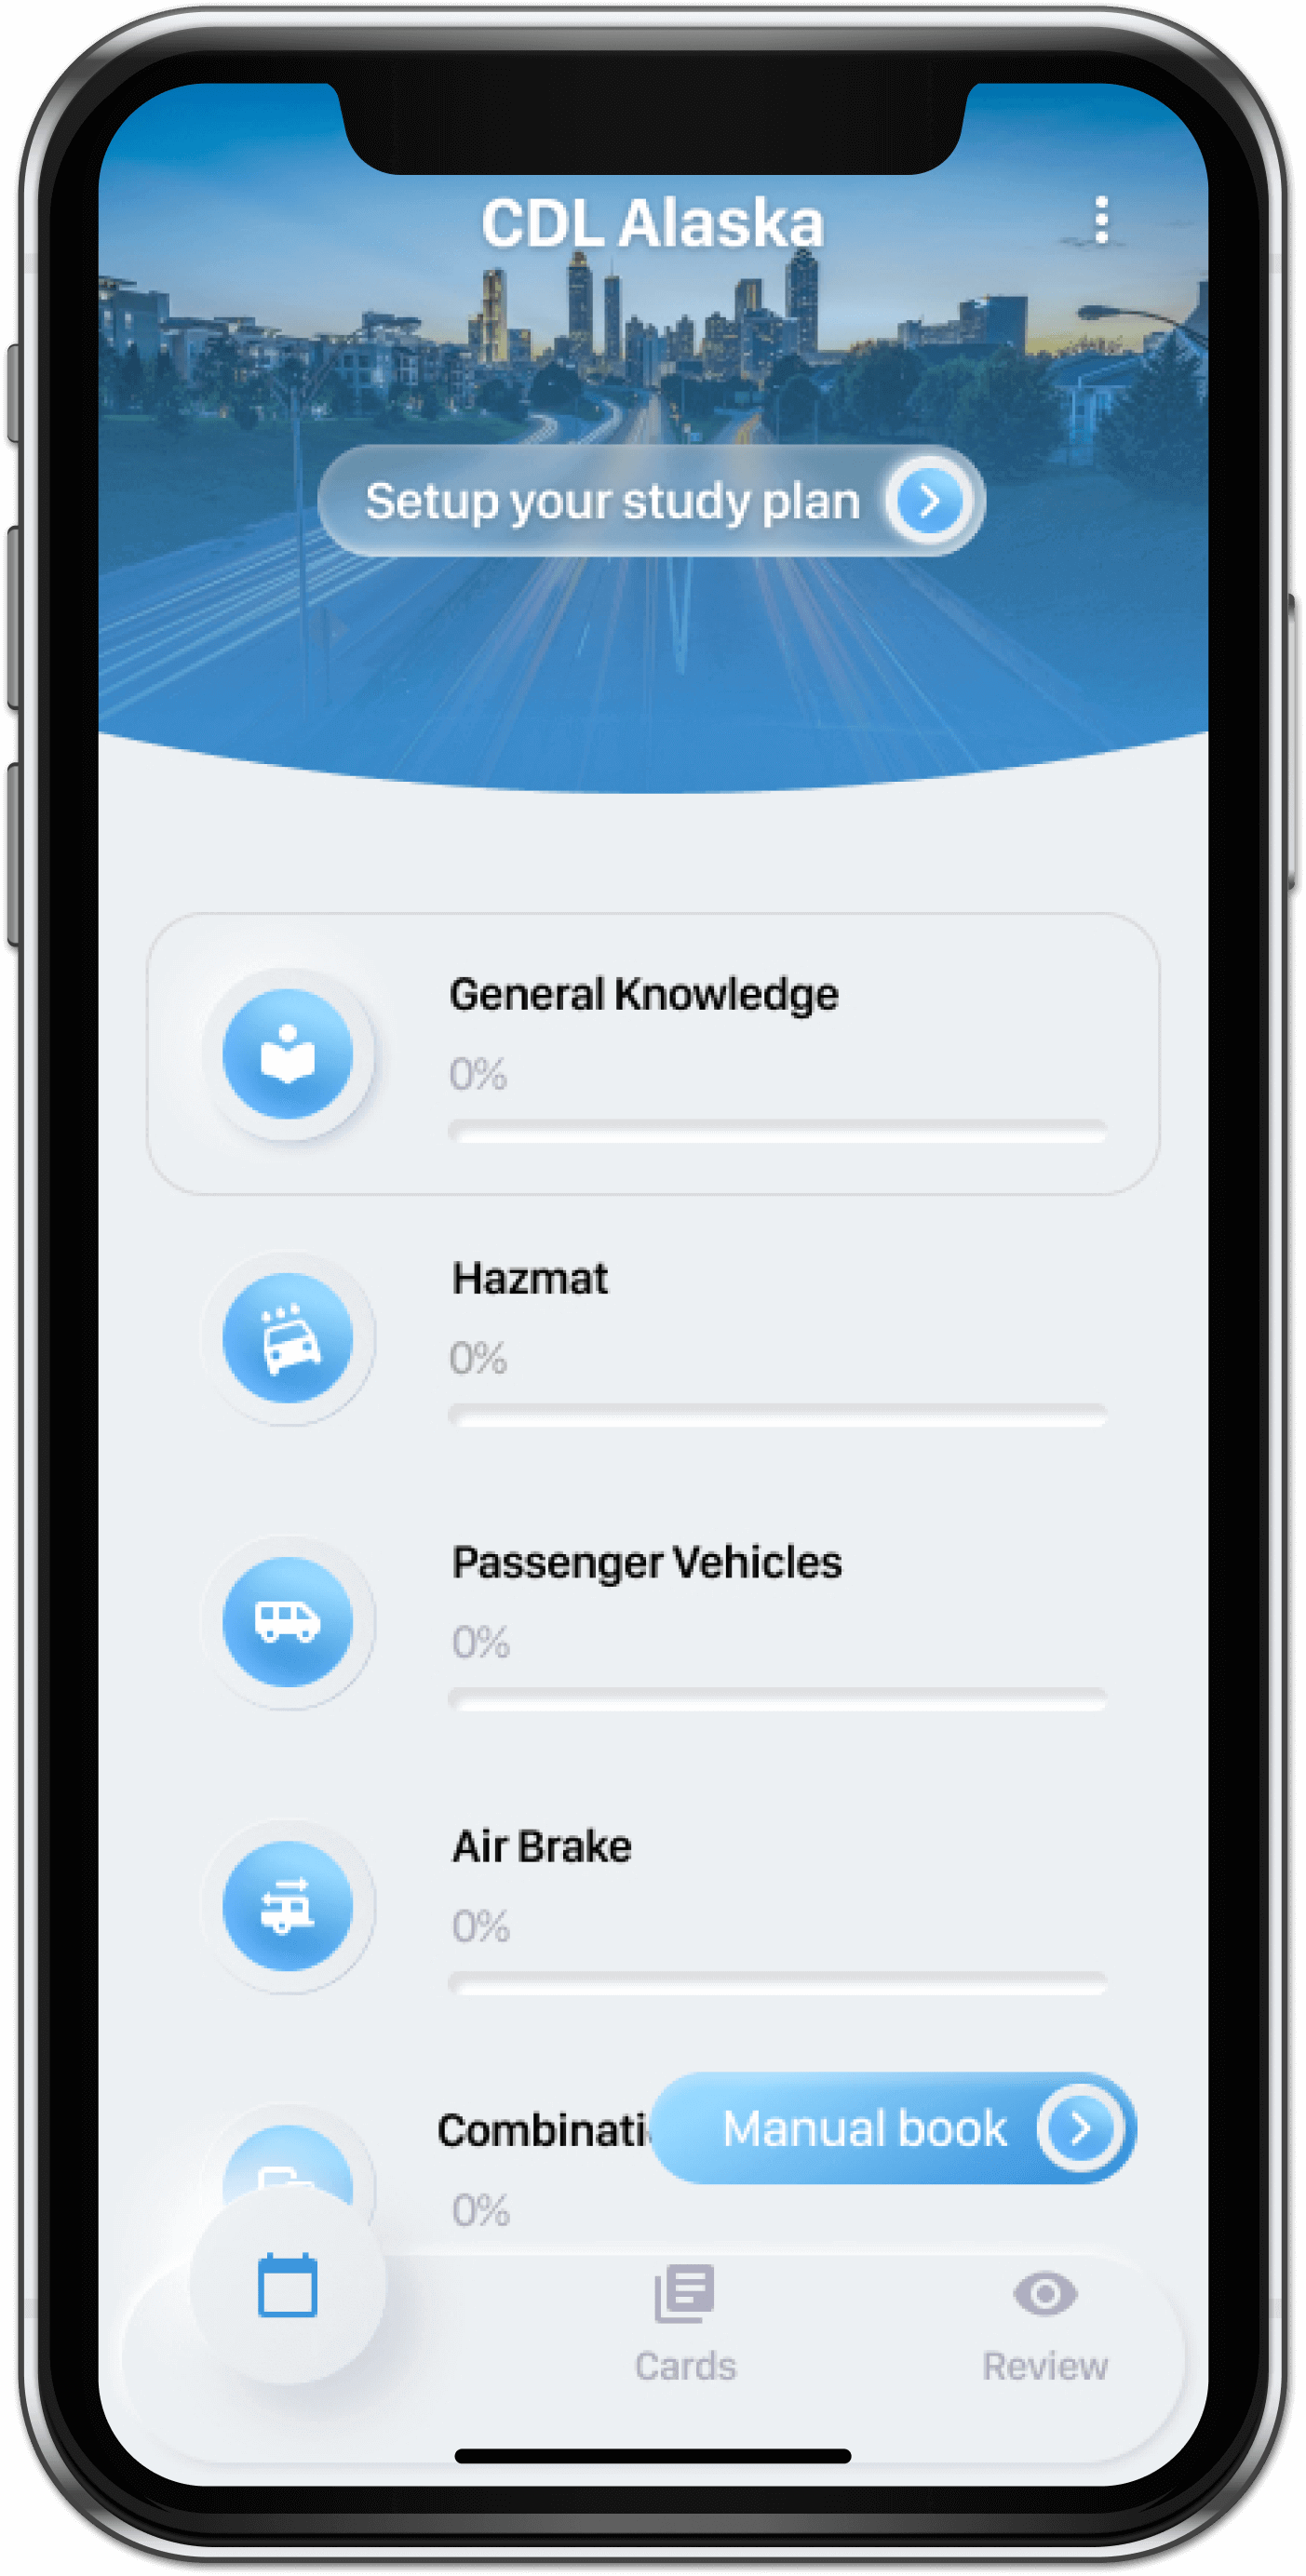 CDL Alaska
Setup your study plan
General Knowledge
0%
Hazmat
0%
Passenger Vehicles
0%
Air Brake
0%
Combinati
Manual book
0%
Cards
Review